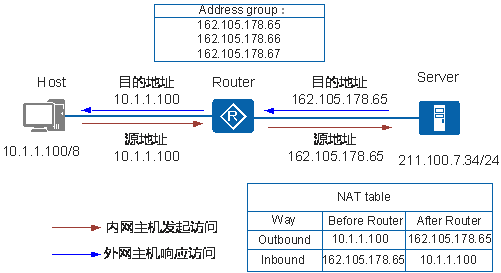 Address group :
162.105.178.65
162.105.178.66
162.105.178.67
Host
目的地址
Router
目的地址
Server
10.1.1.100
162.105.178.65
R
10.1.1.100/8
源地址
源地址
10.1.1.100
162.105.178.65
211.100.7.34/24
NAT table
Way Before Router After Router
Outbound 10.1.1.100 162.105.178.65
Inbound 162.105.178.65 10.1.1.100
内网主机发起访问
外网主机响应访问